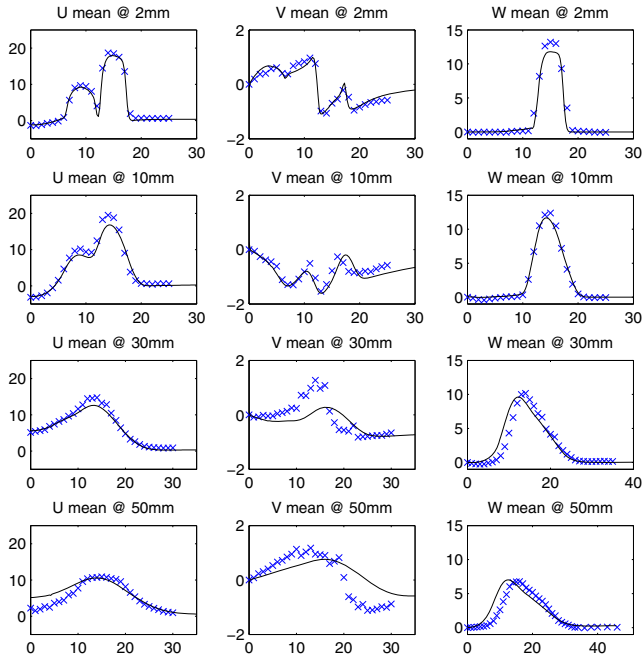 U mean @ 2mm
V mean @ 2mm
W mean @ 2mm
20
10
0
0 10 20 30
2
0
−2
0 10 20 30
15
10
5
0
0 10 20 30
U mean @ 10mm
V mean @ 10mm
W mean @ 10mm
20
10
0
0 10 20 30
2
0
−2
0 10 20 30
15
10
5
0
0 10 20 30
U mean @ 30mm
V mean @ 30mm
W mean @ 30mm
20
10
0
0 10 20 30
2
0
−2
0 10 20 30
15
10
5
0
0 10 20 30 40
U mean @ 50mm
V mean @ 50mm
W mean @ 50mm
20
10
0
0 10 20 30
2
0
−2
0 10 20 30
15
10
5
0
0 20 40